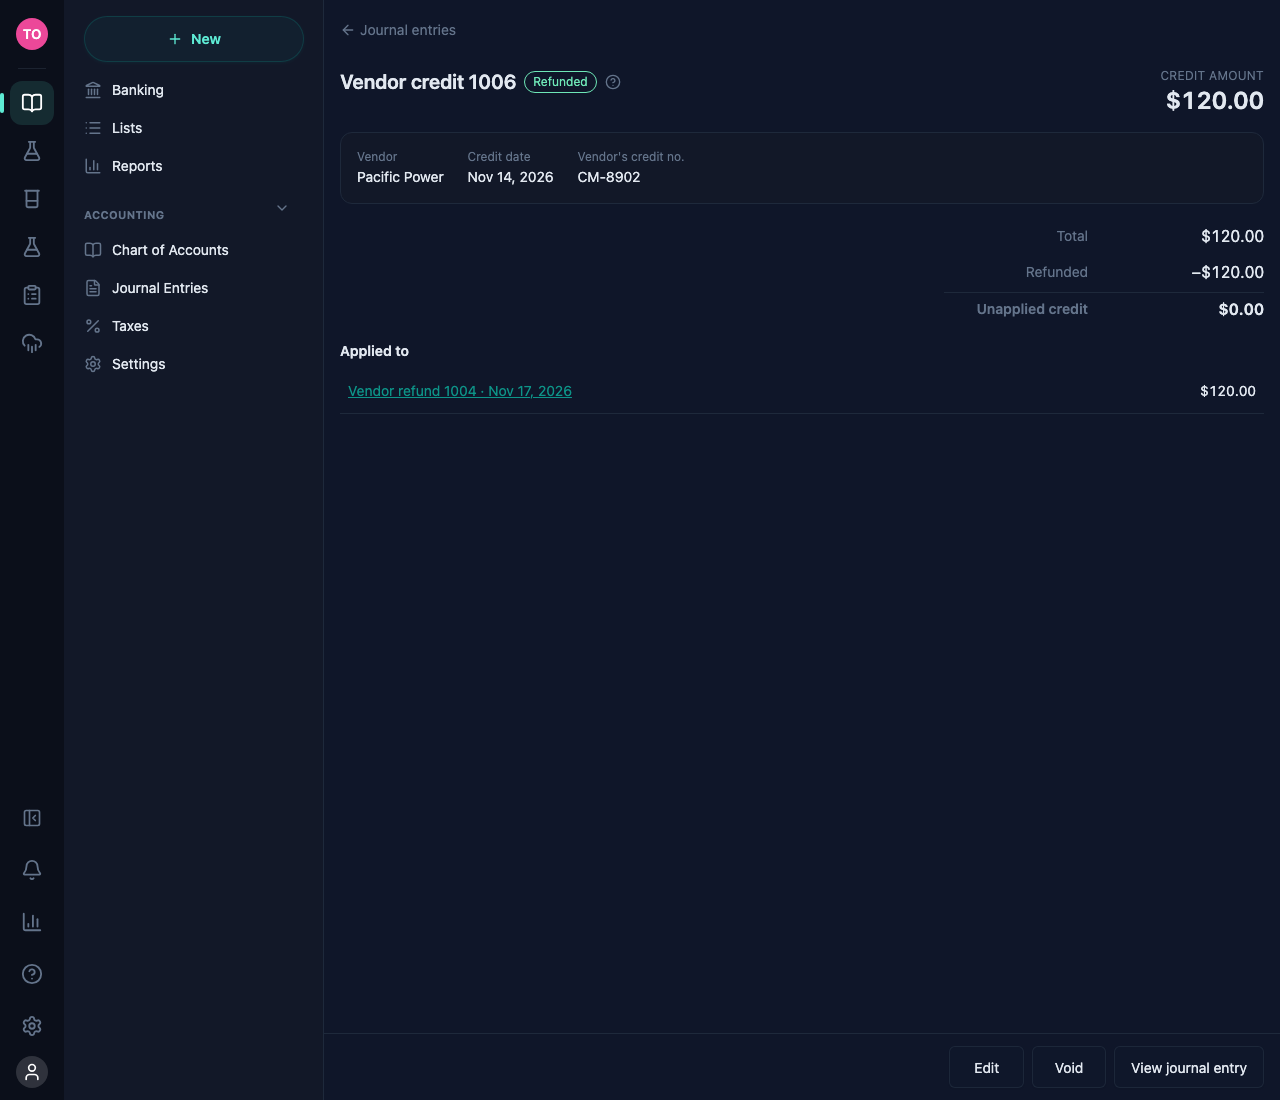 TO
New
Banking
Lists
Reports
ACCOUNTING
Chart of Accounts
Journal Entries
Taxes
Settings
Journal entries
Vendor credit 1006 Refunded
CREDIT AMOUNT
$120.00
Vendor Credit date Vendor's credit no.
Pacific Power Nov 14, 2026 CM-8902
Total $120.00
Refunded –$120.00
Unapplied credit $0.00
Applied to
Vendor refund 1004 · Nov 17, 2026 $120.00
Edit Void View journal entry